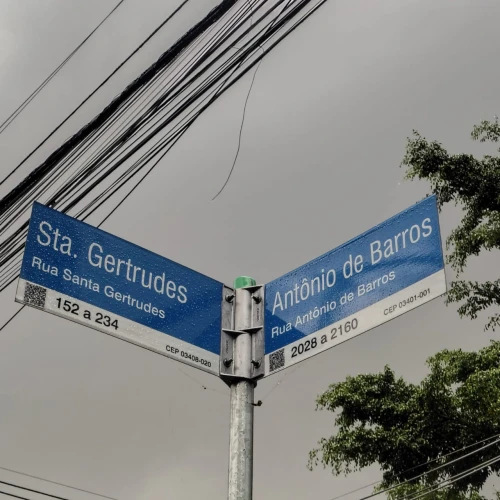 Sta. Gertrudes
Rua Santa Gertrudes
152 a 234
CEP 03408-020
Antônio de Barros
Rua Antônio de Barros
2028 a 2160
CEP 03401-001